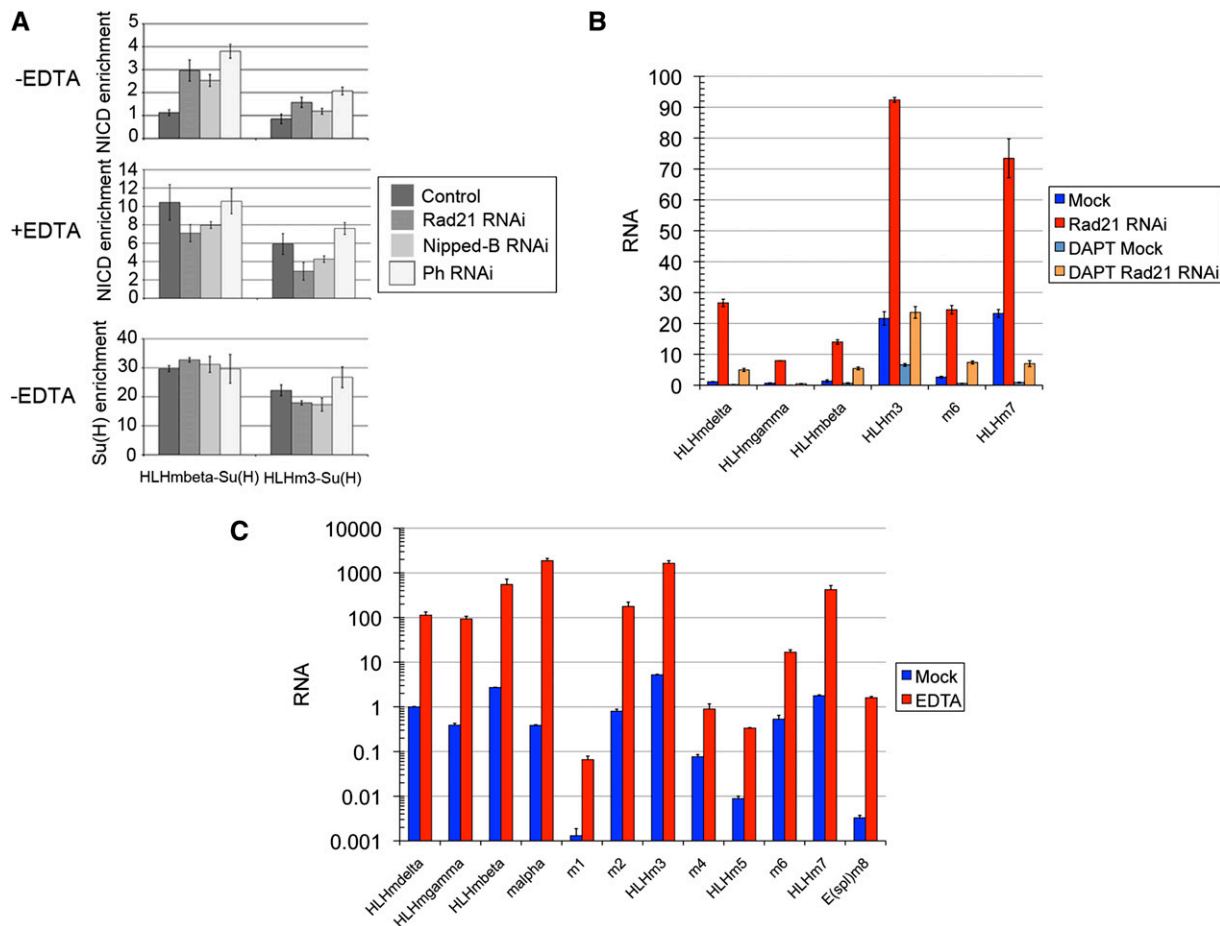 A
-EDTA
NICD enrichment
5
4
3
2
1
0
+EDTA
NICD enrichment
14
12
10
8
6
4
2
0
-EDTA
Su(H) enrichment
40
30
20
10
0
HLHmbeta-Su(H) HLHm3-Su(H)
Control
Rad21 RNAi
Nipped-B RNAi
Ph RNAi
B
RNA
100
90
80
70
60
50
40
30
20
10
0
HLHmdelta
HLHmgamma
HLHmbeta
HLHm3
m6
HLHm7
Mock
Rad21 RNAi
DAPT Mock
DAPT Rad21 RNAi
C
RNA
10000
1000
100
10
1
0.1
0.01
0.001
HLHmdelta
HLHmgamma
HLHmbeta
malpha
m1
m2
HLHm3
m4
HLHm5
m6
HLHm7
E(spl)m8
Mock
EDTA